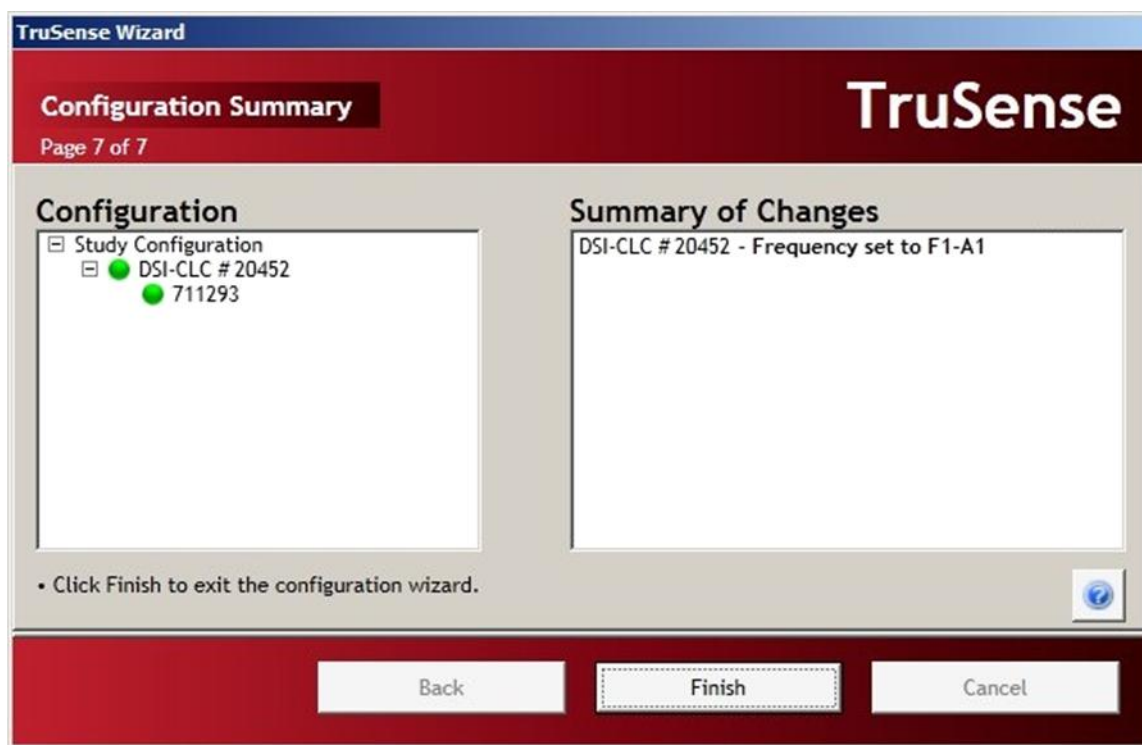 TruSense Wizard
Configuration Summary
TruSense
Page 7 of 7
Configuration
Study Configuration
DSI-CLC # 20452
711293
Summary of Changes
DSI-CLC # 20452 - Frequency set to F1-A1
• Click Finish to exit the configuration wizard.
?
Back
Finish
Cancel